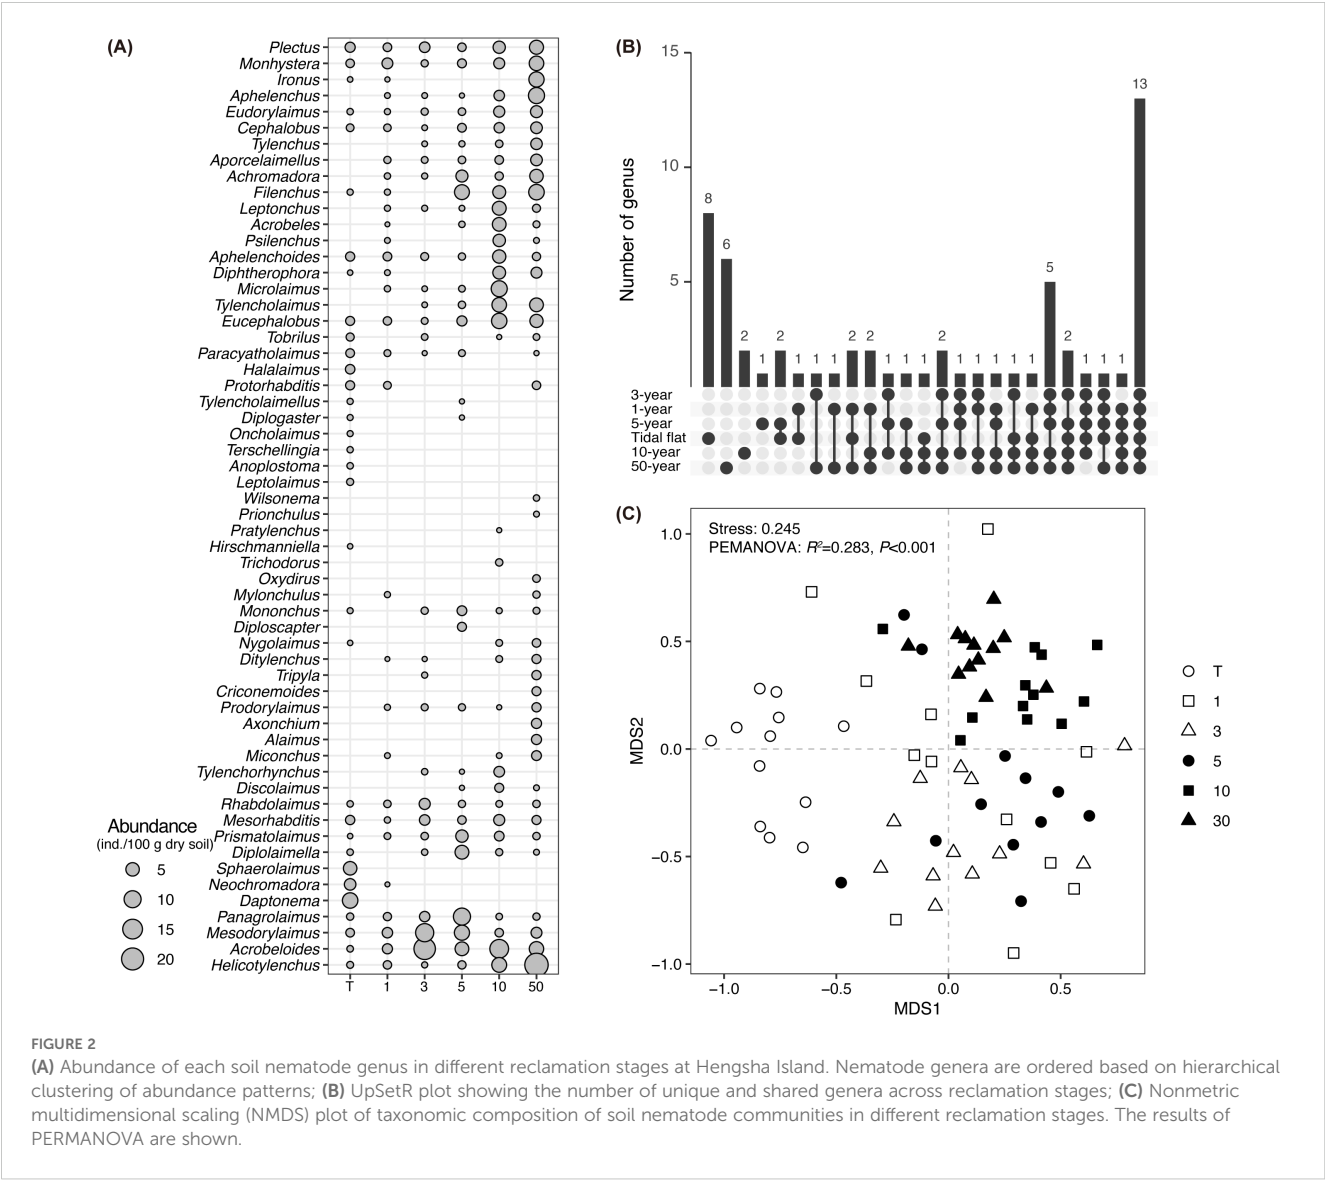 (A)
Plectus
Monhystera
Ironus
Aphelenchus
Eudorylaimus
Cephalobus
Tylenchus
Aporcelaimellus
Achromadora
Filenchus
Leptonchus
Acrobeles
Psilenchus
Aphelenchoides
Diphtherophora
Microlaimus
Tylencholaimus
Eucephalobus
Tobrilus
Paracyatholaimus
Halalaimus
Protorhabditis
Tylencholaimellus
Diplogaster
Oncholaimus
Terschellingia
Anoplostoma
Leptolaimus
Wilsonema
Prionchulus
Pratylenchus
Hirschmanniella
Trichodorus
Oxydirus
Mylonchulus
Mononchus
Diploscapter
Nygolaimus
Ditylenchus
Tripyla
Criconemoides
Prodorylaimus
Axonchium
Alaimus
Miconchus
Tylenchorhynchus
Discolaimus
Rhabdolaimus
Mesorhabditis
Prismatolaimus
Diplolaimella
Sphaerolaimus
Neochromadora
Daptonema
Panagrolaimus
Mesodorylaimus
Acrobeloides
Helicotylenchus
T 1 3 5 10 50
Abundance
(ind./100 g dry soil)
5
10
15
20
(B)
Number of genus
15
10
5
8 6 2 1 2 1 1 1 2 2 1 1 1 2 1 1 1 1 1 5 2 1 1 1 13
3-year
1-year
5-year
Tidal flat
10-year
50-year
(C)
Stress: 0.245
PEMANOVA: R²=0.283, P<0.001
MDS2
1.0
0.5
0.0
−0.5
−1.0
−1.0 −0.5 0.0 0.5
MDS1
T
1
3
5
10
30
FIGURE 2
(A) Abundance of each soil nematode genus in different reclamation stages at Hengsha Island. Nematode genera are ordered based on hierarchical
clustering of abundance patterns; (B) UpSetR plot showing the number of unique and shared genera across reclamation stages; (C) Nonmetric
multidimensional scaling (NMDS) plot of taxonomic composition of soil nematode communities in different reclamation stages. The results of
PERMANOVA are shown.